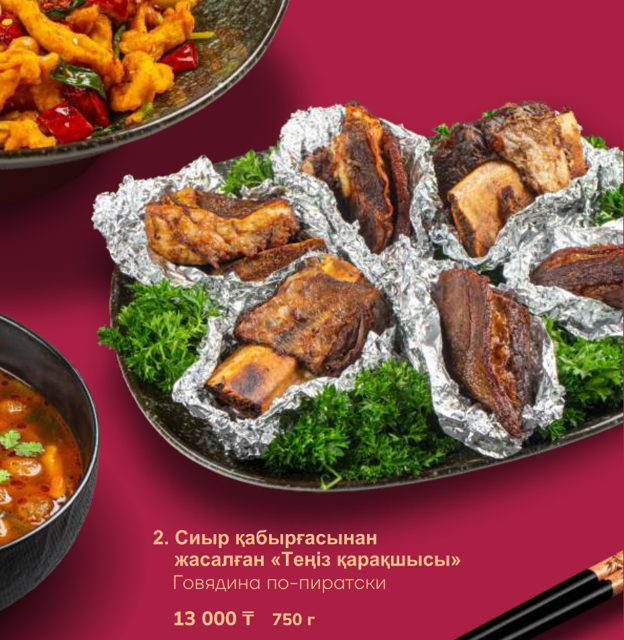 2. Сиыр қабырғасынан
жасалған «Теңіз қарақшысы»
Говядина по-пиратски
13 000 ₸ 750 г